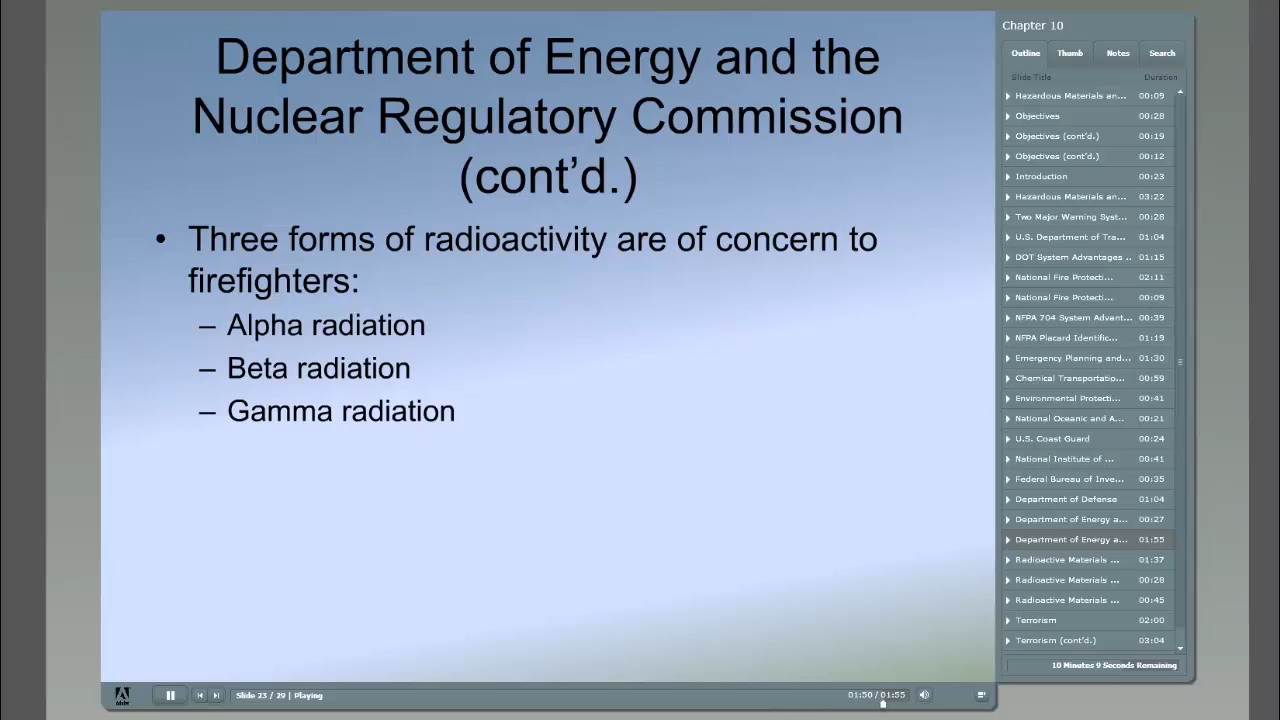 Department of Energy and the
Nuclear Regulatory Commission
(cont’d.)
• Three forms of radioactivity are of concern to
firefighters:
– Alpha radiation
– Beta radiation
– Gamma radiation
Chapter 10
Outline Thumb Notes Search
Slide Title Duration
Hazardous Materials an... 00:09
Objectives 00:28
Objectives (cont’d.) 00:19
Objectives (cont’d.) 00:12
Introduction 00:23
Hazardous Materials an... 03:22
Two Major Warning Syst... 00:28
U.S. Department of Tra... 01:04
DOT System Advantages .. 01:15
National Fire Protecti... 02:11
National Fire Protecti... 00:09
NFPA 704 System Advant... 00:39
NFPA Placard Identific... 01:19
Emergency Planning and... 01:30
Chemical Transportatio... 00:59
Environmental Protecti... 00:41
National Oceanic and A... 00:21
U.S. Coast Guard 00:24
National Institute of ... 00:41
Federal Bureau of Inve... 00:35
Department of Defense 01:04
Department of Energy a... 00:27
Department of Energy a... 01:55
Radioactive Materials ... 01:37
Radioactive Materials ... 00:28
Radioactive Materials ... 00:45
Terrorism 02:00
Terrorism (cont’d.) 03:04
10 Minutes 9 Seconds Remaining
Adobe
Slide 23 / 29 | Playing
01:50 / 01:55